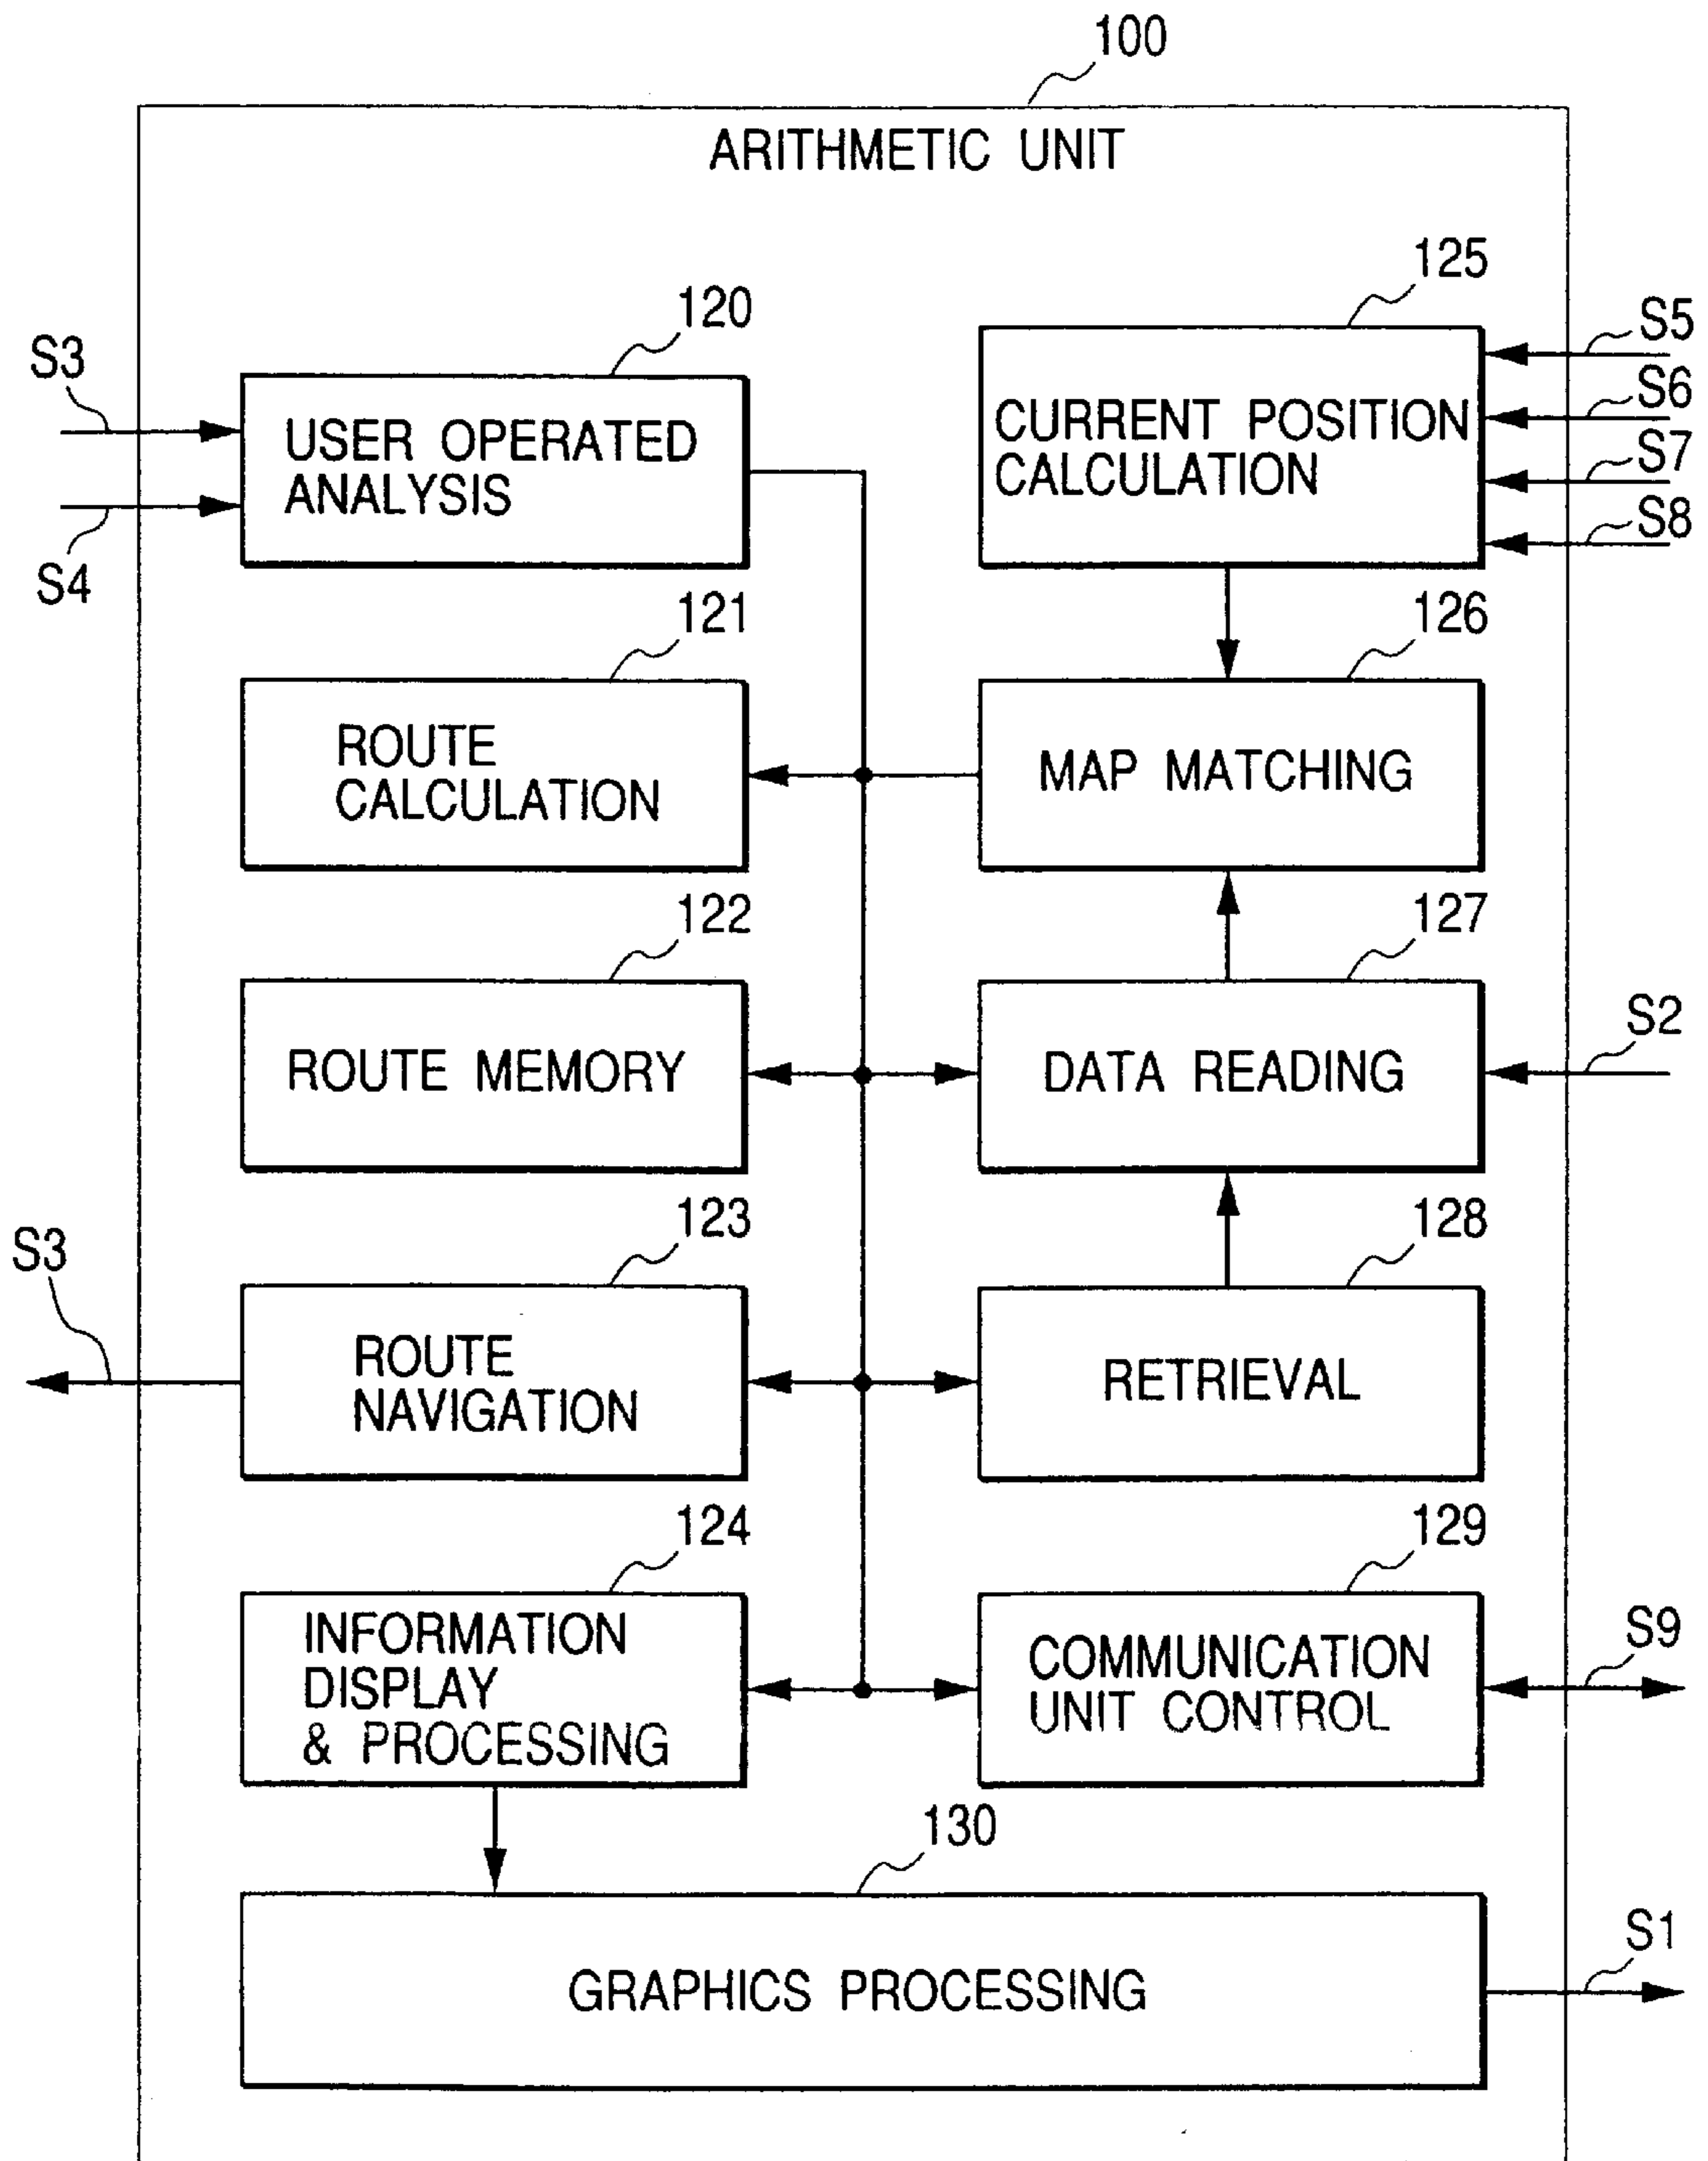 100
ARITHMETIC UNIT
125
120
S5
S3
S6
USER OPERATED
ANALYSIS
CURRENT POSITION
CALCULATION
S7
S8
S4
121
126
ROUTE
CALCULATION
MAP MATCHING
122
127
S2
ROUTE MEMORY
DATA READING
123
128
S3
ROUTE
NAVIGATION
RETRIEVAL
124
129
INFORMATION
DISPLAY
& PROCESSING
COMMUNICATION
UNIT CONTROL
S9
130
S1
GRAPHICS PROCESSING